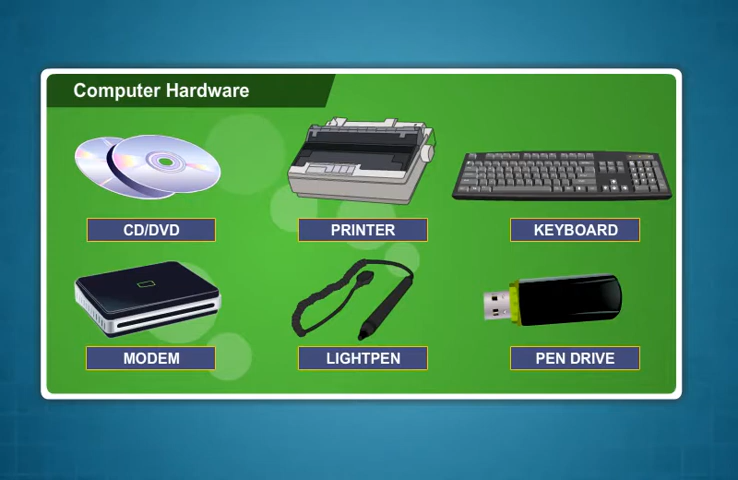 Computer Hardware
CD/DVD
PRINTER
KEYBOARD
MODEM
LIGHTPEN
PEN DRIVE